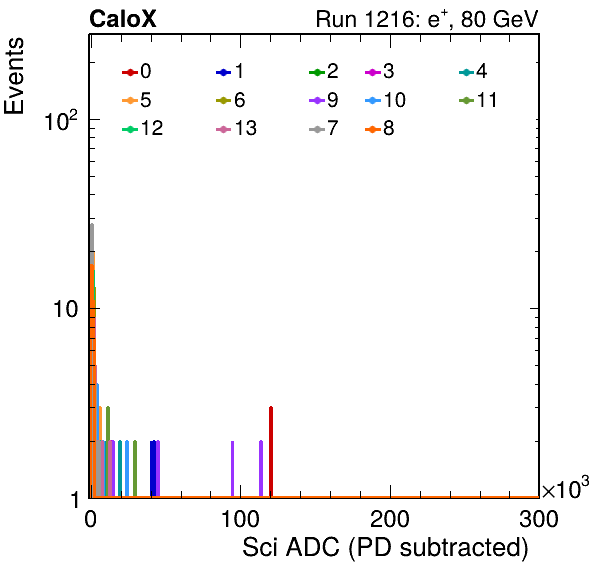 CaloX Run 1216: e⁺, 80 GeV
Events
0 1 2 3 4
5 6 9 10 11
12 13 7 8
10²
10
1
0 100 200 300
×10³
Sci ADC (PD subtracted)